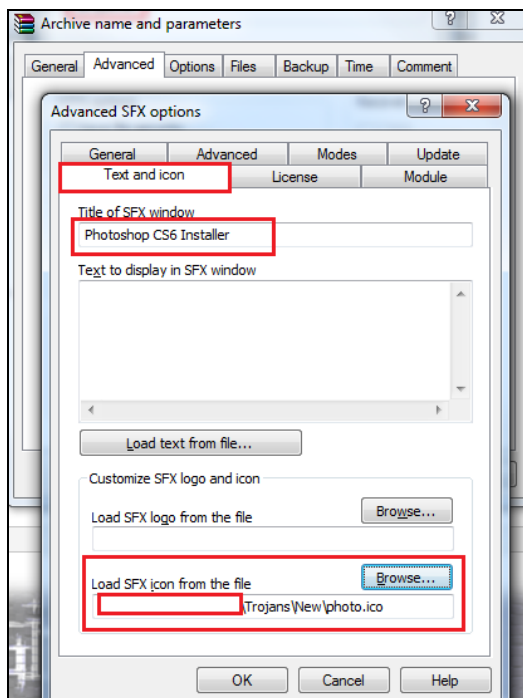 Archive name and parameters
General Advanced Options Files Backup Time Comment
Advanced SFX options
General Advanced Modes Update
Text and icon License Module
Title of SFX window
Photoshop CS6 Installer
Text to display in SFX window
Load text from file...
Customize SFX logo and icon
Load SFX logo from the file
Browse...
Load SFX icon from the file
Browse...
\Trojans\New\photo.ico
OK Cancel Help